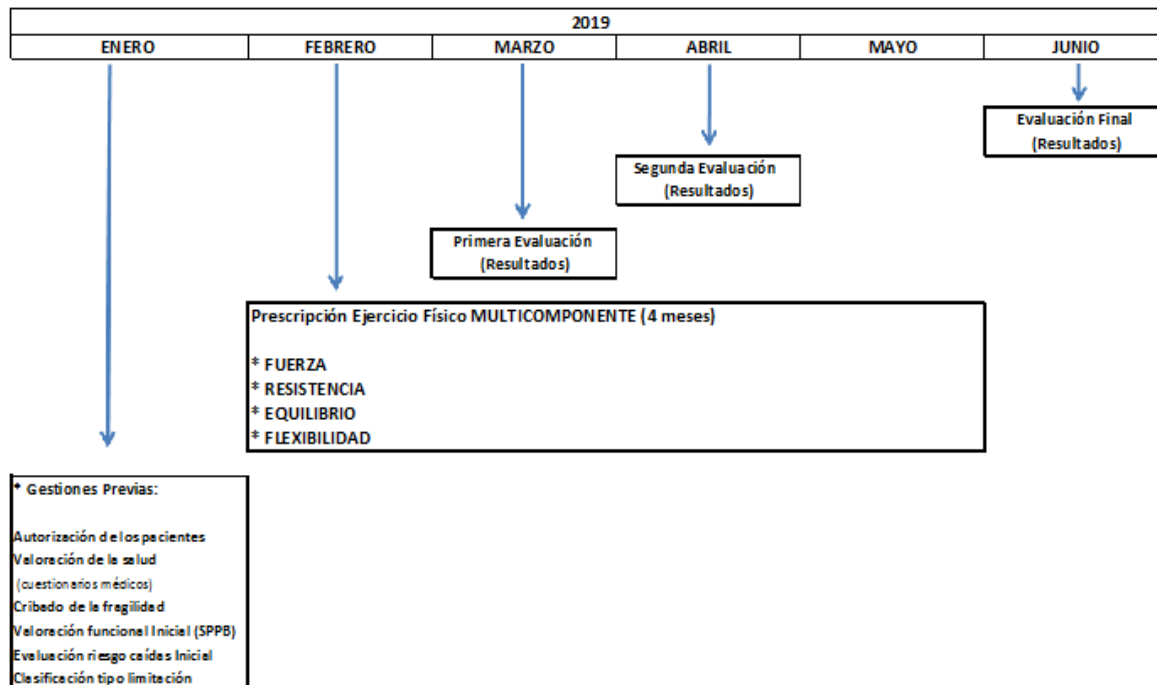 2019
ENERO FEBRERO MARZO ABRIL MAYO JUNIO
Evaluación Final
(Resultados)
Segunda Evaluación
(Resultados)
Primera Evaluación
(Resultados)
Prescripción Ejercicio Físico MULTICOMPONENTE (4 meses)
* FUERZA
* RESISTENCIA
* EQUILIBRIO
* FLEXIBILIDAD
* Gestiones Previas:
Autorización de los pacientes
Valoración de la salud
(cuestionarios médicos)
Cribado de la fragilidad
Valoración funcional Inicial (SPPB)
Evaluación riesgo caídas Inicial
Clasificación tipo limitación